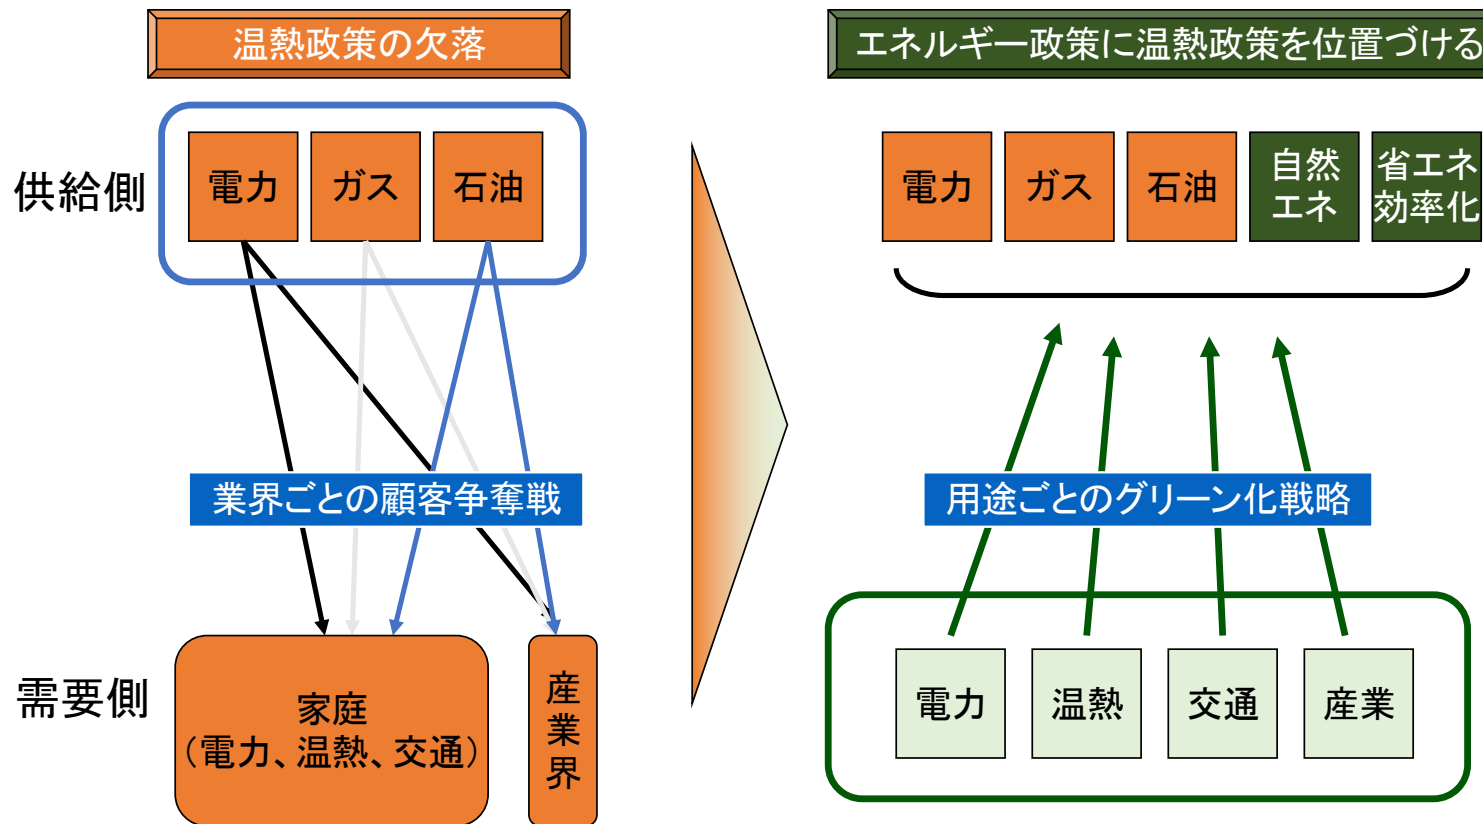 温熱政策の欠落
供給側
電力
ガス
石油
業界ごとの顧客争奪戦
需要側
家庭
（電力、温熱、交通）
産業界
エネルギー政策に温熱政策を位置づける
電力
ガス
石油
自然
エネ
省エネ
効率化
用途ごとのグリーン化戦略
電力
温熱
交通
産業